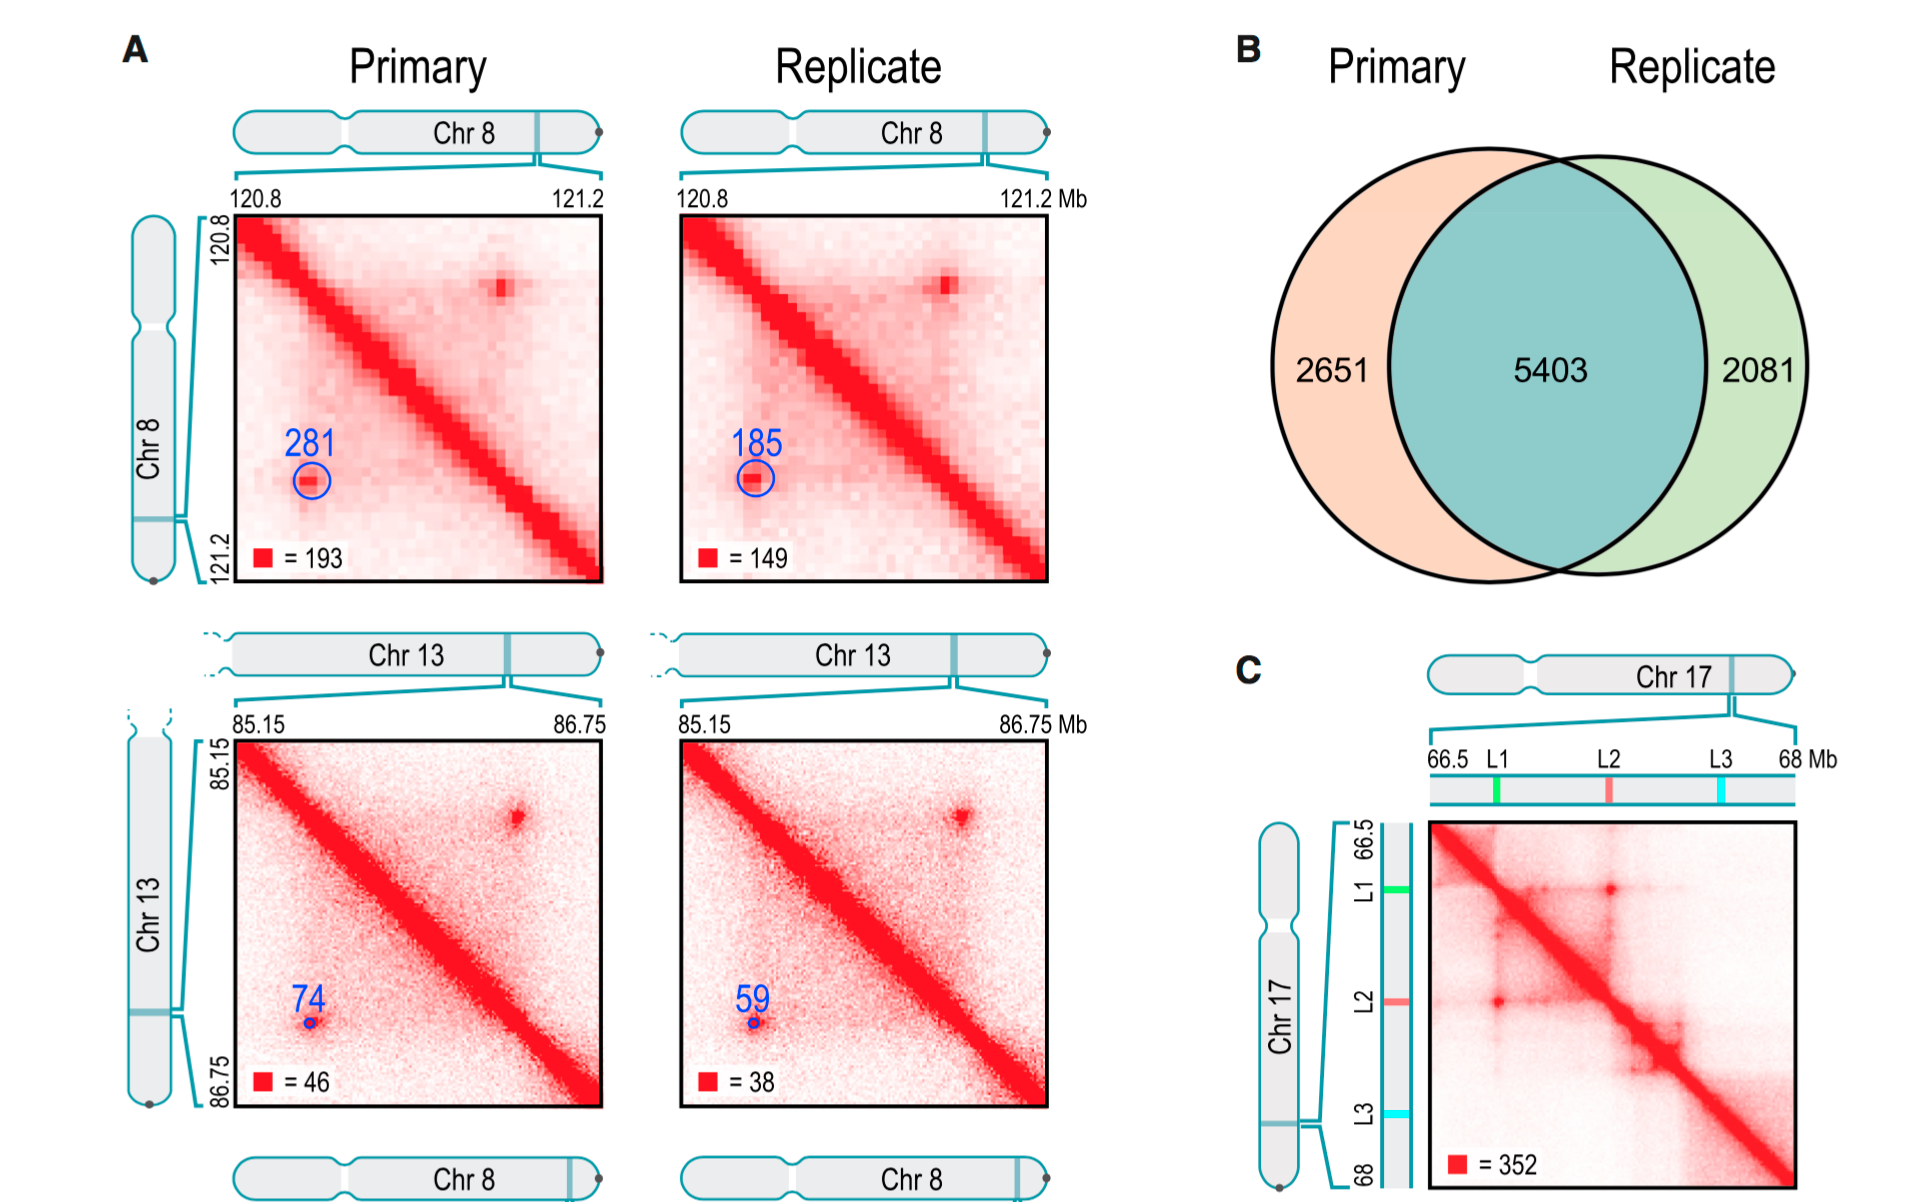 A
Primary
Replicate
Chr 8
Chr 8
120.8
121.2
120.8
121.2 Mb
Chr 8
120.8
121.2
281
= 193
185
= 149
Chr 13
Chr 13
85.15
86.75
85.15
86.75 Mb
Chr 13
85.15
86.75
74
= 46
59
= 38
Chr 8
Chr 8
B
Primary
Replicate
2651
5403
2081
C
Chr 17
66.5
L1
L2
L3
68 Mb
Chr 17
66.5
L1
L2
L3
68
= 352